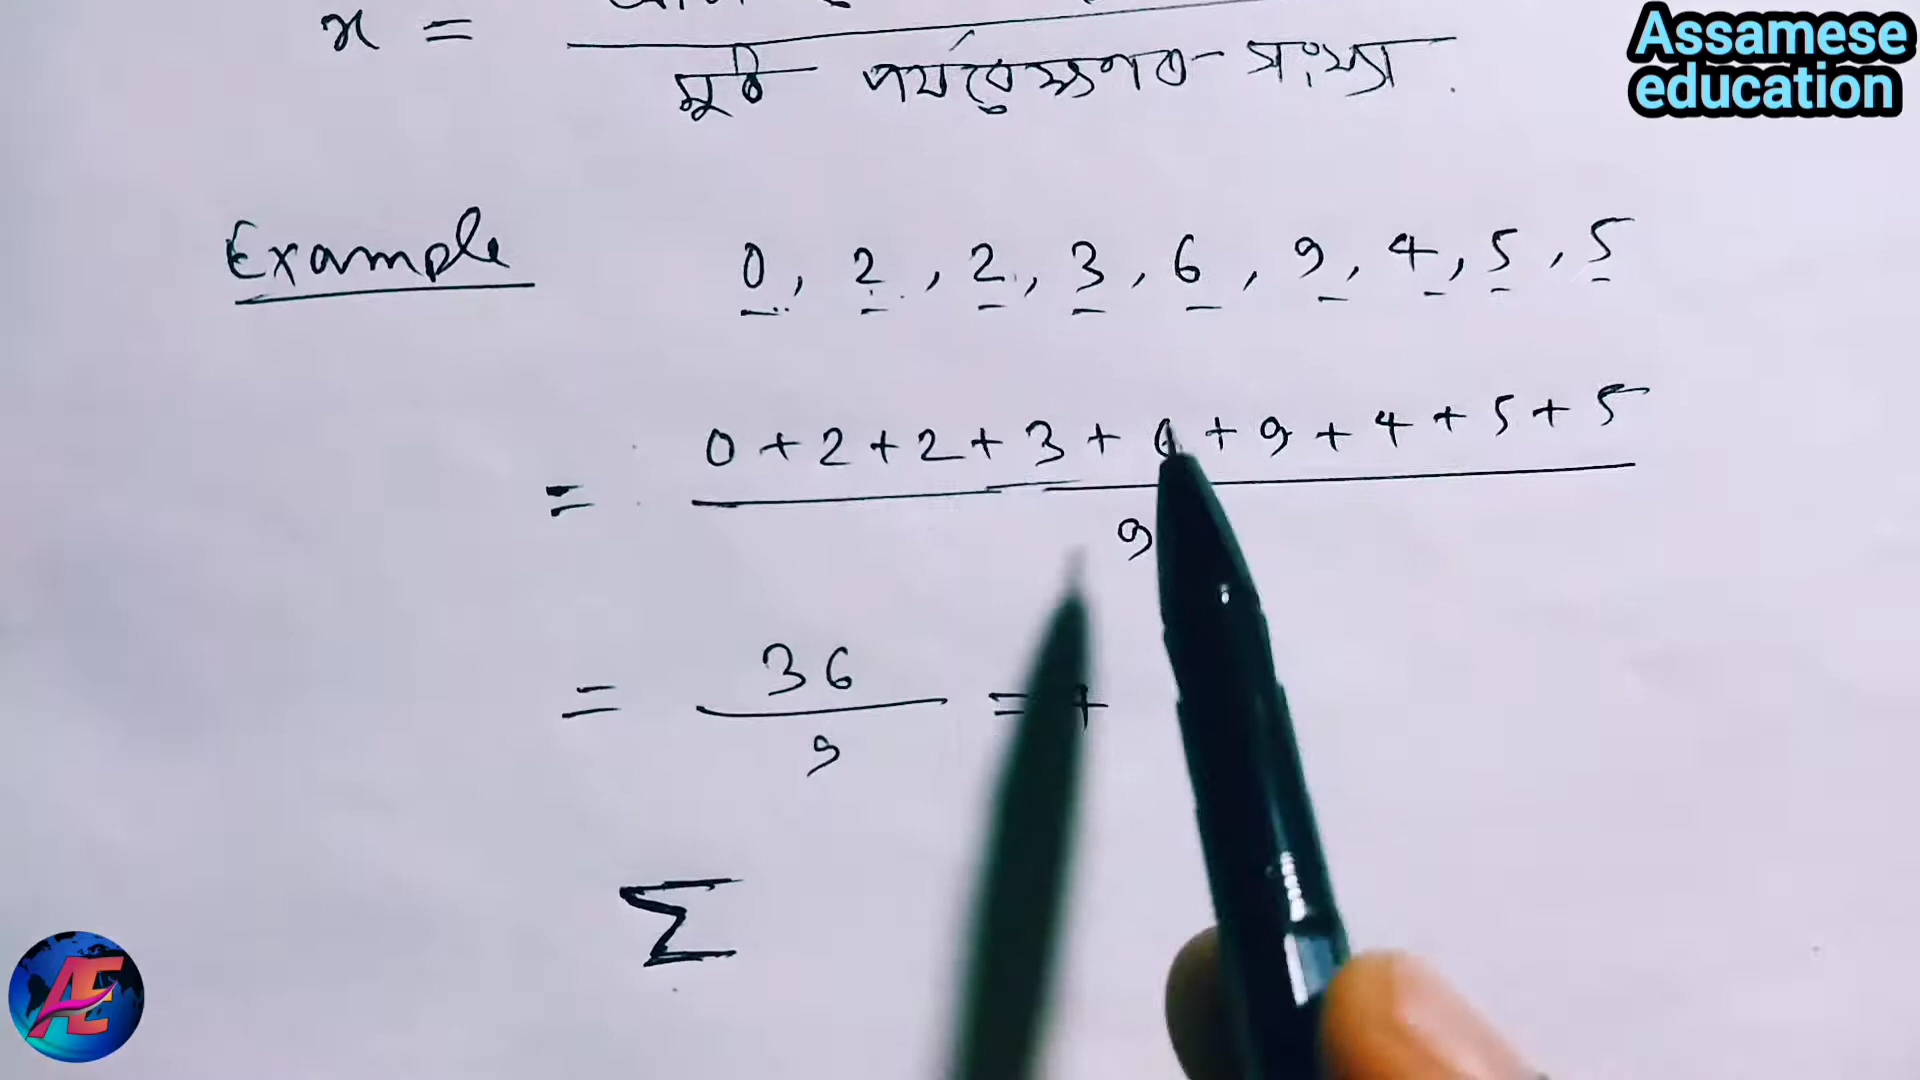 x =
মুঠ পৰ্যবেক্ষণৰ সংখ্যা
Assamese
education
Example 0, 2, 2, 3, 6, 9, 4, 5, 5
= 0 + 2 + 2 + 3 + 6 + 9 + 4 + 5 + 5
9
= 36 = 4
9
Σ
AE